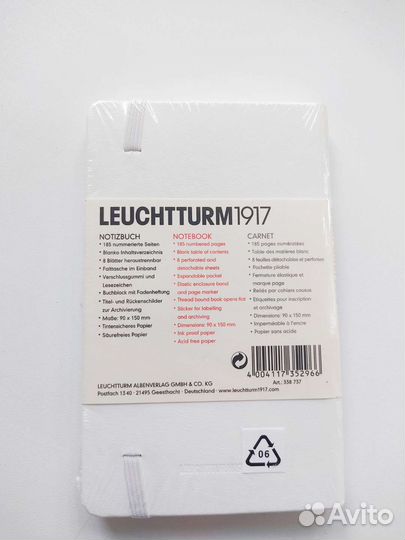 LEUCHTTURM1917
NOTIZBUCH
• 185 nummerierte Seiten
• Blanko Inhaltsverzeichnis
• 8 Blätter heraustrennbar
• Falttasche im Einband
• Verschlussgummi und
Lesezeichen
• Buchblock mit Fadenheftung
• Titel- und Rückenschilder
zur Archivierung
• Maße: 90 x 150 mm
• Tintensicheres Papier
• Säurefreies Papier
NOTEBOOK
• 185 numbered pages
• Blank table of contents
• 8 perforated and
detachable sheets
• Expandable pocket
• Elastic enclosure band
and page marker
• Thread bound book opens flat
• Sticker for labelling
and archiving
• Dimensions: 90 x 150 mm
• Ink proof paper
• Acid free paper
CARNET
• 185 pages numérotées
• Table des matières blanc
• 8 feuilles détachables et perforées
• Pochette pliable
• Fermeture élastique et
marque page
• Reliés par cahiers cousus
• Etiquettes pour inscription
et archivage
• Dimensions: 90 x 150 mm
• Imperméable à l'encre
• Papier sans acide
4 004117 352966
LEUCHTTURM ALBENVERLAG GMBH & CO. KG
Art.: 338 737
Postfach 1340 · 21495 Geesthacht · Deutschland · www.leuchtturm1917.com
06
Avito